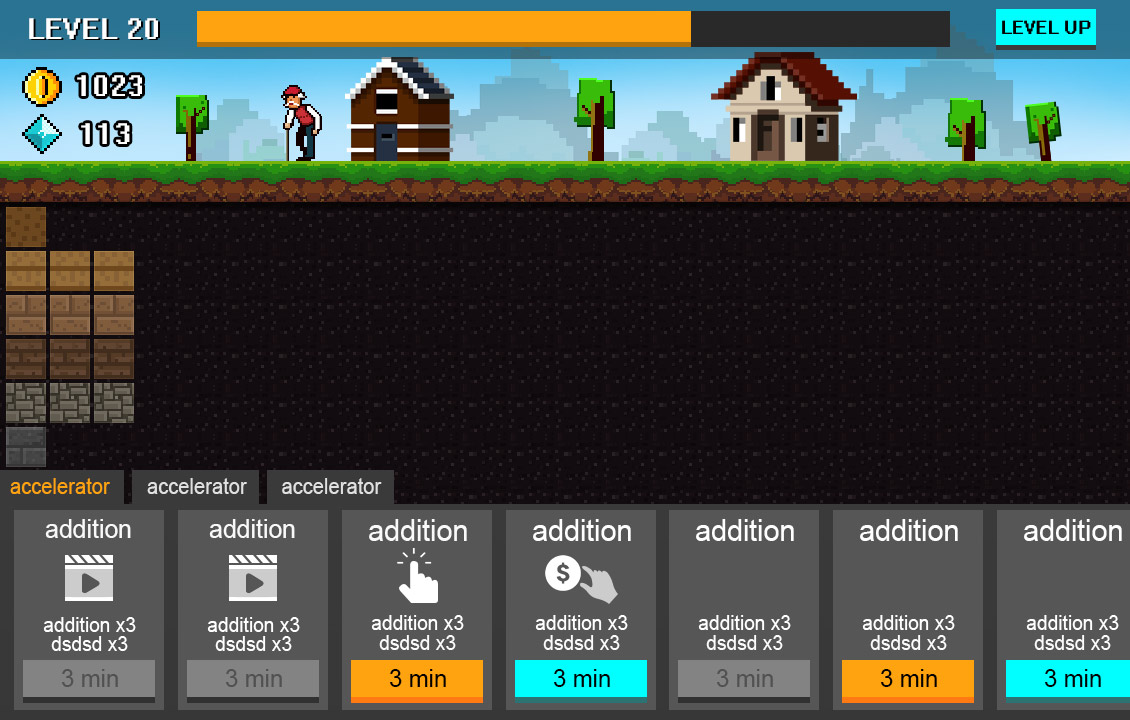 LEVEL 20
LEVEL UP
1023
113
accelerator
accelerator
accelerator
addition
addition x3
dsdsd x3
3 min
addition
addition x3
dsdsd x3
3 min
addition
addition x3
dsdsd x3
3 min
addition
$
addition x3
dsdsd x3
3 min
addition
addition x3
dsdsd x3
3 min
addition
addition x3
dsdsd x3
3 min
addition
addition x3
dsdsd x3
3 min